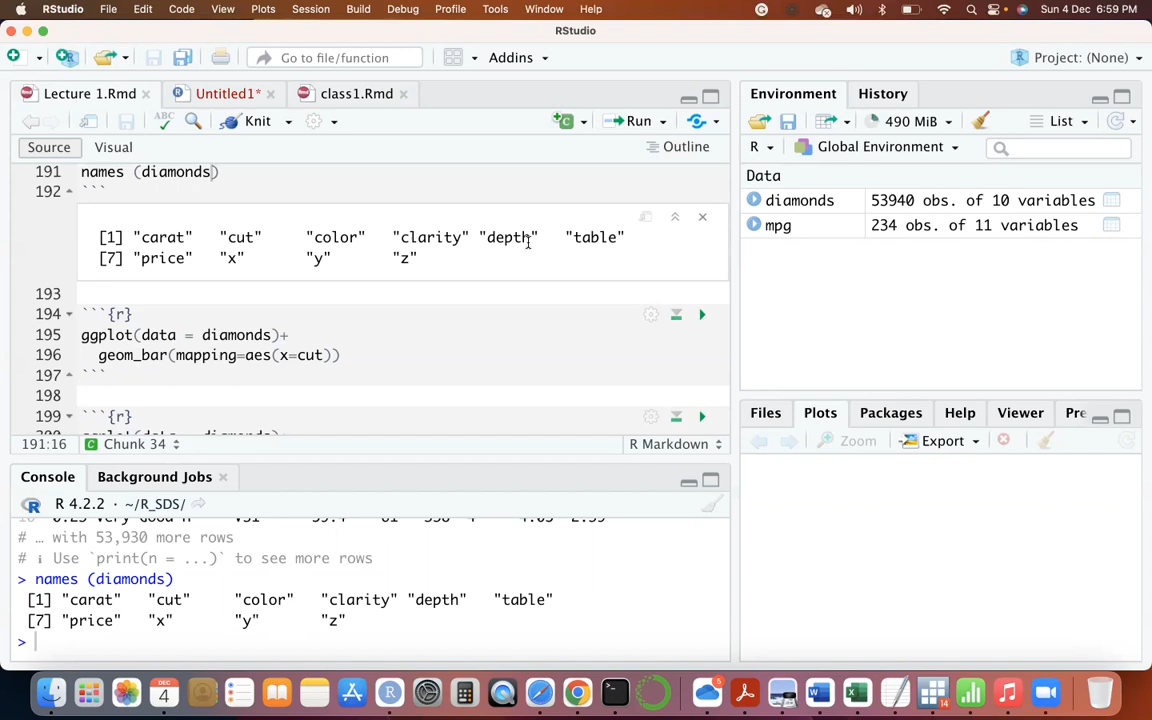 RStudio File Edit Code View Plots Session Build Debug Profile Tools Window Help Sun 4 Dec 6:59 PM
RStudio
Go to file/function Addins Project: (None)
Lecture 1.Rmd Untitled1* class1.Rmd
Knit Run
Source Visual Outline
191 names (diamonds)
192 ```
[1] "carat" "cut" "color" "clarity" "depth" "table"
[7] "price" "x" "y" "z"
193
194 ```{r}
195 ggplot(data = diamonds)+
196 geom_bar(mapping=aes(x=cut))
197 ```
198
199 ```{r}
191:16 Chunk 34 R Markdown
Console Background Jobs
R 4.2.2 · ~/R_SDS/
# … with 53,930 more rows
# ℹ Use `print(n = ...)` to see more rows
> names (diamonds)
[1] "carat" "cut" "color" "clarity" "depth" "table"
[7] "price" "x" "y" "z"
>
Environment History
490 MiB List
R Global Environment
Data
diamonds 53940 obs. of 10 variables
mpg 234 obs. of 11 variables
Files Plots Packages Help Viewer Pre
Zoom Export
DEC
4
5
14